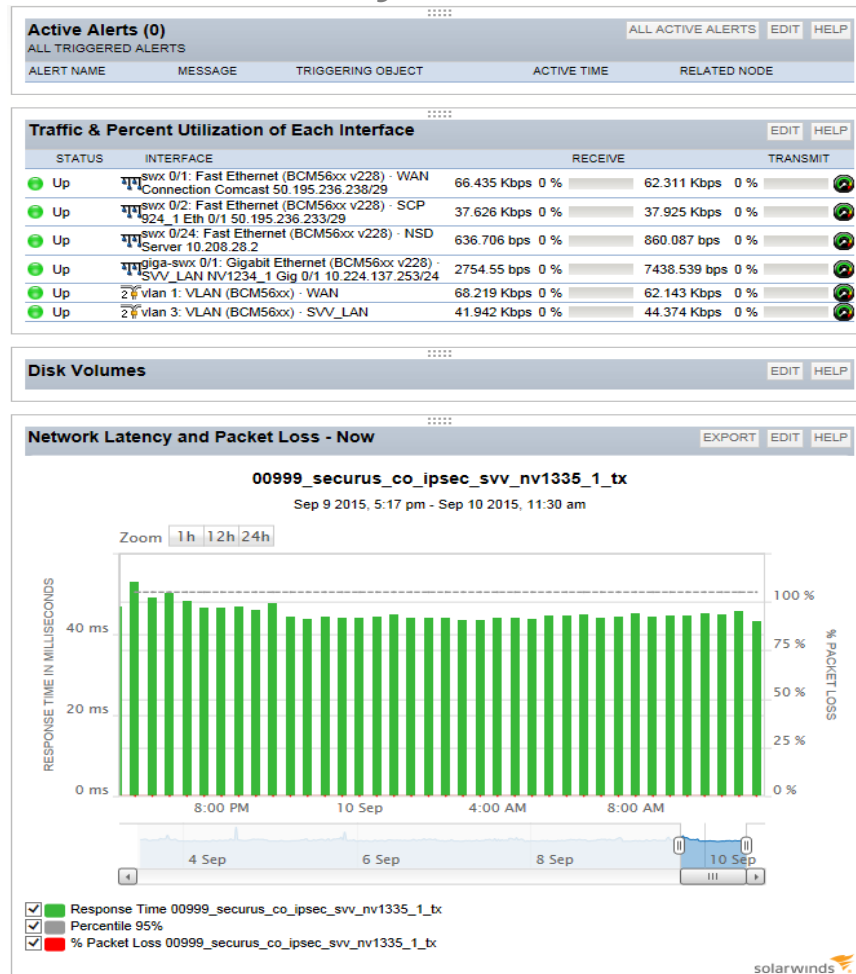 Active Alerts (0)
ALL ACTIVE ALERTS EDIT HELP
ALL TRIGGERED ALERTS
ALERT NAME MESSAGE TRIGGERING OBJECT ACTIVE TIME RELATED NODE
Traffic & Percent Utilization of Each Interface
EDIT HELP
STATUS INTERFACE RECEIVE TRANSMIT
Up swx 0/1: Fast Ethernet (BCM56xx v228) · WAN
Connection Comcast 50.195.236.238/29 66.435 Kbps 0 % 62.311 Kbps 0 %
Up swx 0/2: Fast Ethernet (BCM56xx v228) · SCP
924_1 Eth 0/1 50.195.236.233/29 37.626 Kbps 0 % 37.925 Kbps 0 %
Up swx 0/24: Fast Ethernet (BCM56xx v228) · NSD
Server 10.208.28.2 636.706 bps 0 % 860.087 bps 0 %
Up giga-swx 0/1: Gigabit Ethernet (BCM56xx v228) ·
SVV_LAN NV1234_1 Gig 0/1 10.224.137.253/24 2754.55 bps 0 % 7438.539 bps 0 %
Up 2 vlan 1: VLAN (BCM56xx) · WAN 68.219 Kbps 0 % 62.143 Kbps 0 %
Up 2 vlan 3: VLAN (BCM56xx) · SVV_LAN 41.942 Kbps 0 % 44.374 Kbps 0 %
Disk Volumes
EDIT HELP
Network Latency and Packet Loss - Now
EXPORT EDIT HELP
00999_securus_co_ipsec_svv_nv1335_1_tx
Sep 9 2015, 5:17 pm - Sep 10 2015, 11:30 am
Zoom 1h 12h 24h
RESPONSE TIME IN MILLISECONDS
40 ms
20 ms
0 ms
100 %
75 %
50 %
25 %
0 %
% PACKET LOSS
8:00 PM 10 Sep 4:00 AM 8:00 AM
4 Sep 6 Sep 8 Sep 10 Sep
Response Time 00999_securus_co_ipsec_svv_nv1335_1_tx
Percentile 95%
% Packet Loss 00999_securus_co_ipsec_svv_nv1335_1_tx
solarwinds